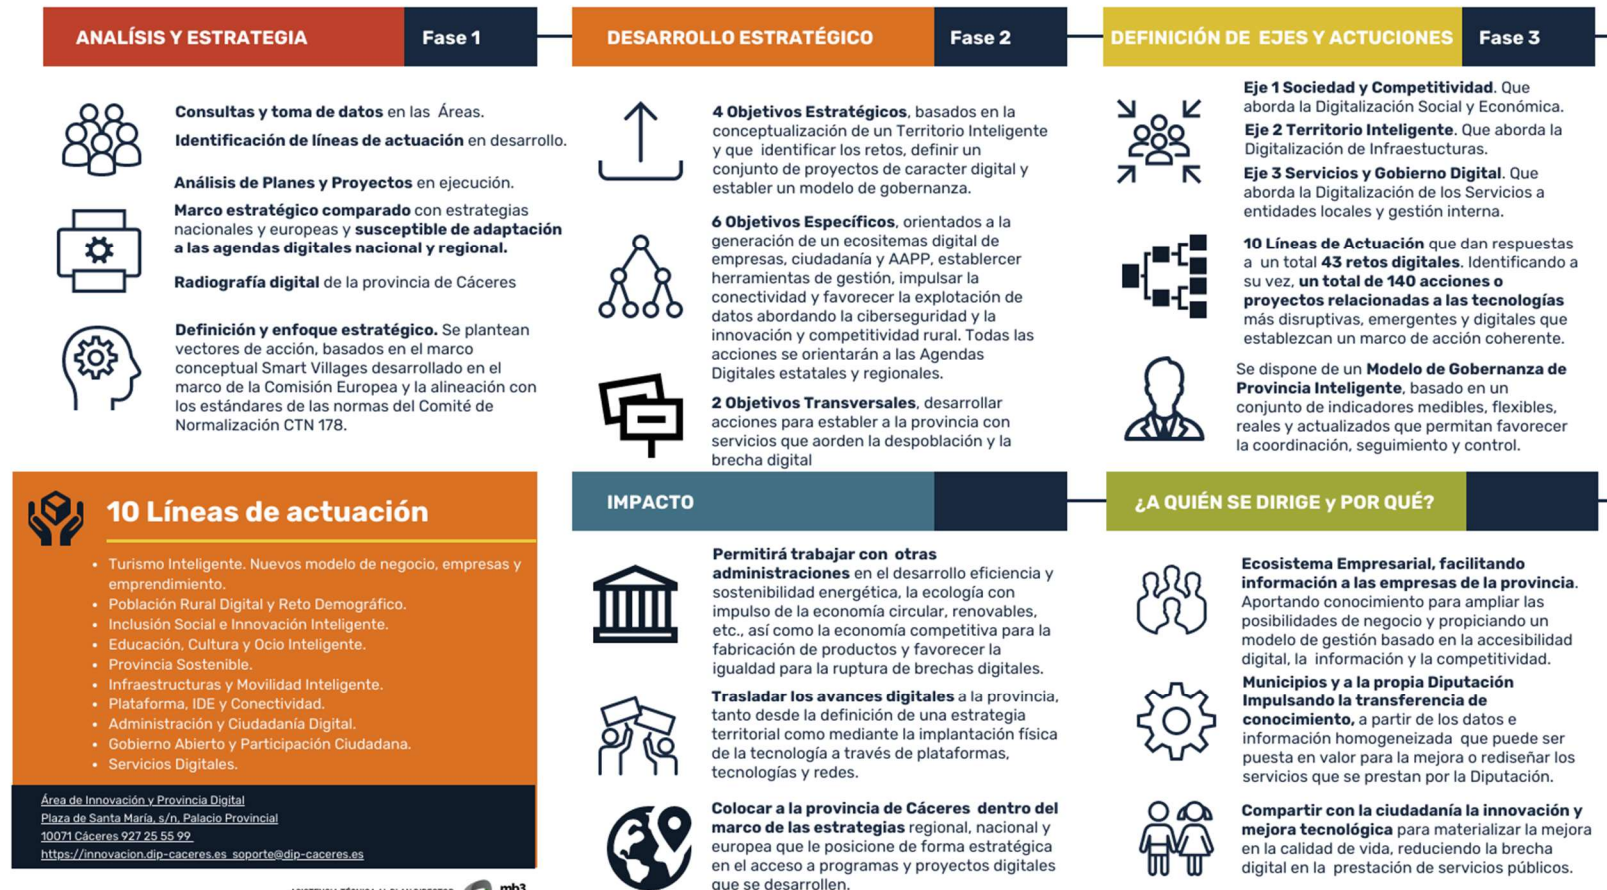 ANALÍSIS Y ESTRATEGIA
Fase 1
Consultas y toma de datos en las Áreas.
Identificación de líneas de actuación en desarrollo.
Análisis de Planes y Proyectos en ejecución.
Marco estratégico comparado con estrategias
nacionales y europeas y susceptible de adaptación
a las agendas digitales nacional y regional.
Radiografía digital de la provincia de Cáceres
Definición y enfoque estratégico. Se plantean
vectores de acción, basados en el marco
conceptual Smart Villages desarrollado en el
marco de la Comisión Europea y la alineación con
los estándares de las normas del Comité de
Normalización CTN 178.
DESARROLLO ESTRATÉGICO
Fase 2
4 Objetivos Estratégicos, basados en la
conceptualización de un Territorio Inteligente
y que identificar los retos, definir un
conjunto de proyectos de caracter digital y
establer un modelo de gobernanza.
6 Objetivos Específicos, orientados a la
generación de un ecositemas digital de
empresas, ciudadanía y AAPP, establercer
herramientas de gestión, impulsar la
conectividad y favorecer la explotación de
datos abordando la ciberseguridad y la
innovación y competitividad rural. Todas las
acciones se orientarán a las Agendas
Digitales estatales y regionales.
2 Objetivos Transversales, desarrollar
acciones para establer a la provincia con
servicios que aorden la despoblación y la
brecha digital
DEFINICIÓN DE EJES Y ACTUCIONES
Fase 3
Eje 1 Sociedad y Competitividad. Que
aborda la Digitalización Social y Económica.
Eje 2 Territorio Inteligente. Que aborda la
Digitalización de Infraestucturas.
Eje 3 Servicios y Gobierno Digital. Que
aborda la Digitalización de los Servicios a
entidades locales y gestión interna.
10 Líneas de Actuación que dan respuestas
a un total 43 retos digitales. Identificando a
su vez, un total de 140 acciones o
proyectos relacionadas a las tecnologías
más disruptivas, emergentes y digitales que
establezcan un marco de acción coherente.
Se dispone de un Modelo de Gobernanza de
Provincia Inteligente, basado en un
conjunto de indicadores medibles, flexibles,
reales y actualizados que permitan favorecer
la coordinación, seguimiento y control.
10 Líneas de actuación
• Turismo Inteligente. Nuevos modelo de negocio, empresas y
emprendimiento.
• Población Rural Digital y Reto Demográfico.
• Inclusión Social e Innovación Inteligente.
• Educación, Cultura y Ocio Inteligente.
• Provincia Sostenible.
• Infraestructuras y Movilidad Inteligente.
• Plataforma, IDE y Conectividad.
• Administración y Ciudadanía Digital.
• Gobierno Abierto y Participación Ciudadana.
• Servicios Digitales.
Área de Innovación y Provincia Digital
Plaza de Santa María, s/n. Palacio Provincial
10071 Cáceres 927 25 55 99
https://innovacion.dip-caceres.es soporte@dip-caceres.es
mb3
IMPACTO
Permitirá trabajar con otras
administraciones en el desarrollo eficiencia y
sostenibilidad energética, la ecología con
impulso de la economía circular, renovables,
etc., así como la economía competitiva para la
fabricación de productos y favorecer la
igualdad para la ruptura de brechas digitales.
Trasladar los avances digitales a la provincia,
tanto desde la definición de una estrategia
territorial como mediante la implantación física
de la tecnología a través de plataformas,
tecnologías y redes.
Colocar a la provincia de Cáceres dentro del
marco de las estrategias regional, nacional y
europea que le posicione de forma estratégica
en el acceso a programas y proyectos digitales
que se desarrollen.
¿A QUIÉN SE DIRIGE y POR QUÉ?
Ecosistema Empresarial, facilitando
información a las empresas de la provincia.
Aportando conocimiento para ampliar las
posibilidades de negocio y propiciando un
modelo de gestión basado en la accesibilidad
digital, la información y la competitividad.
Municipios y a la propia Diputación
Impulsando la transferencia de
conocimiento, a partir de los datos e
información homogeneizada que puede ser
puesta en valor para la mejora o rediseñar los
servicios que se prestan por la Diputación.
Compartir con la ciudadanía la innovación y
mejora tecnológica para materializar la mejora
en la calidad de vida, reduciendo la brecha
digital en la prestación de servicios públicos.